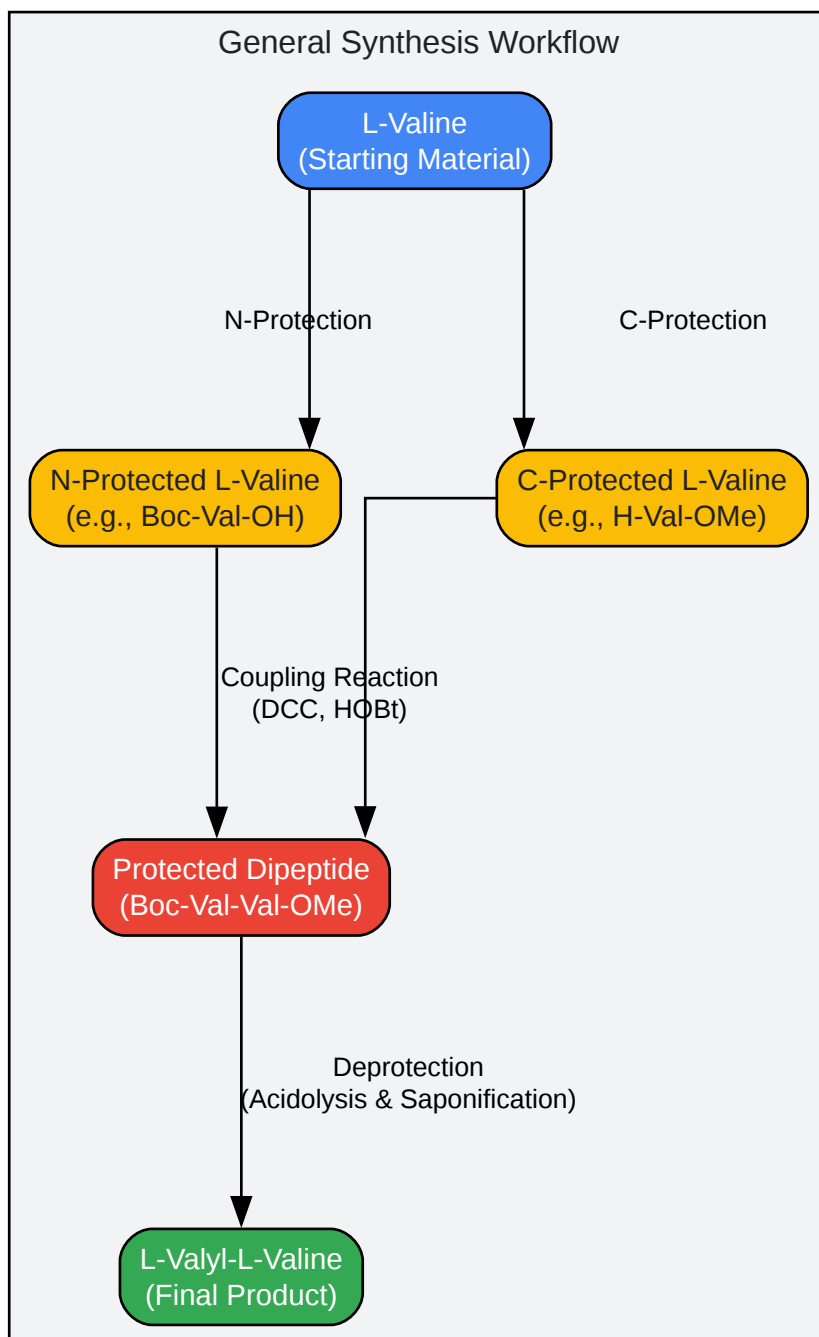 General Synthesis Workflow
L-Valine
(Starting Material)
N-Protection
C-Protection
N-Protected L-Valine
(e.g., Boc-Val-OH)
C-Protected L-Valine
(e.g., H-Val-OMe)
Coupling Reaction
(DCC, HOBt)
Protected Dipeptide
(Boc-Val-Val-OMe)
Deprotection
(Acidolysis & Saponification)
L-Valyl-L-Valine
(Final Product)